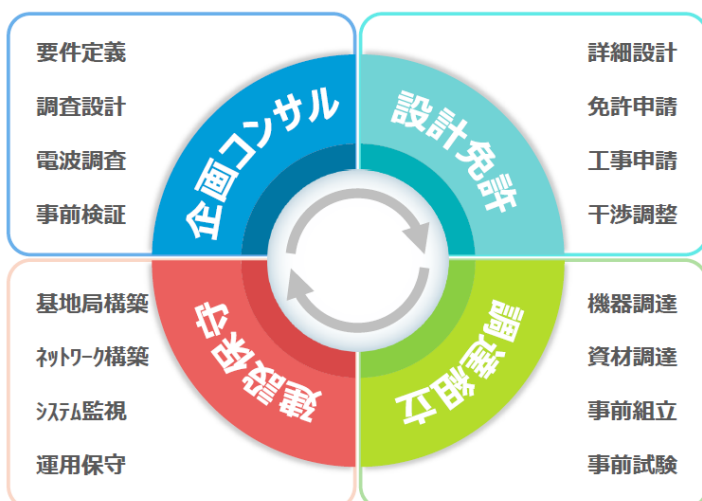 要件定義
調査設計
電波調査
事前検証
企画コンサル
設計免許
詳細設計
免許申請
工事申請
干渉調整
基地局構築
ﾈｯﾄﾜｰｸ構築
ｼｽﾃﾑ監視
運用保守
建設保守
調達組立
機器調達
資材調達
事前組立
事前試験